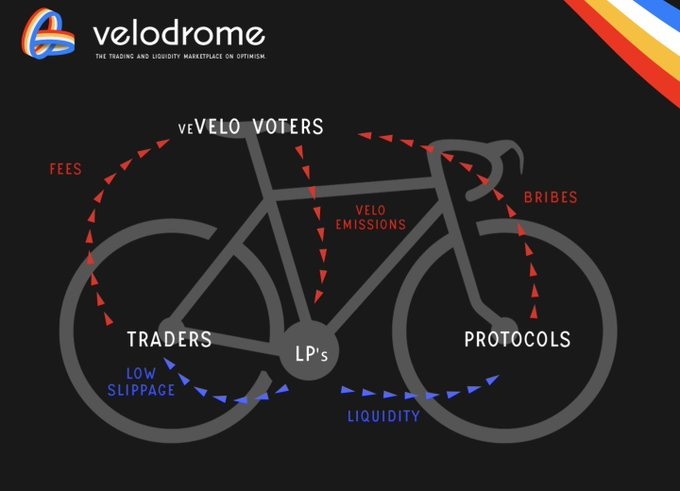 velodrome
THE TRADING AND LIQUIDITY MARKETPLACE ON OPTIMISM
veVELO VOTERS
FEES
BRIBES
VELO
EMISSIONS
TRADERS
PROTOCOLS
LP's
LOW
SLIPPAGE
LIQUIDITY